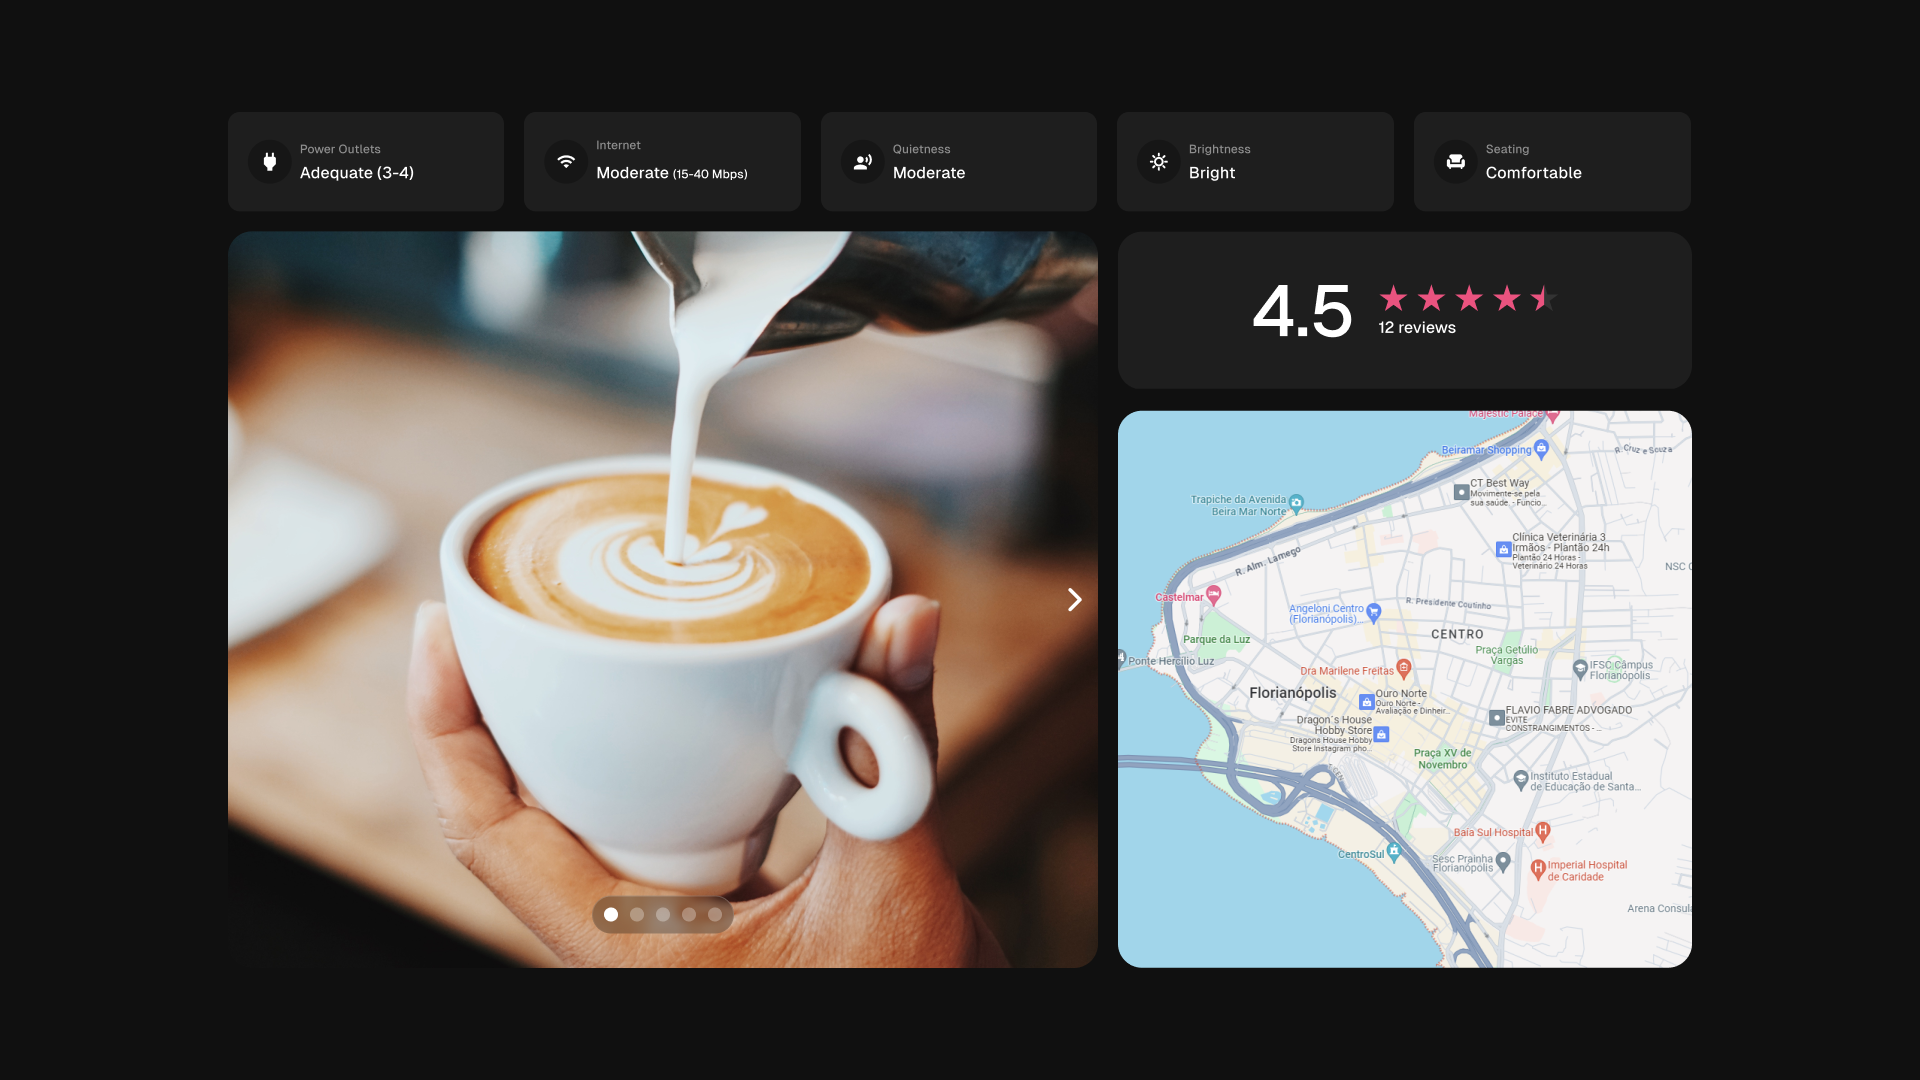 Power Outlets
Adequate (3-4)
Internet
Moderate (15-40 Mbps)
Quietness
Moderate
Brightness
Bright
Seating
Comfortable
4.5
12 reviews
Majestic Palace
Beiramar Shopping
R. Cruz e Souza
CT Best Way
Movimente-se pela
sua saúde. - Funcio...
Trapiche da Avenida
Beira Mar Norte
Clínica Veterinária 3
Irmãos - Plantão 24h
Plantão 24 Horas -
Veterinário 24 Horas
R. Alm. Lamego
NSC
Castelmar
R. Presidente Coutinho
Angeloni Centro
(Florianópolis)...
CENTRO
Parque da Luz
Praça Getúlio
Vargas
4
Ponte Hercílio Luz
IFSC Câmpus
Florianópolis
Dra Marilene Freitas
Florianópolis
Ouro Norte
Ouro Norte -
Avaliação e Dinheir...
FLAVIO FABRE ADVOGADO
EVITE
CONSTRANGIMENTOS - ...
Dragon´s House
Hobby Store
Dragons House Hobby
Store Instagram pho...
Praça XV de
Novembro
Instituto Estadual
de Educação de Santa...
Baía Sul Hospital
H
CentroSul
Sesc Prainha
Florianópolis
H
Imperial Hospital
de Caridade
Arena Consul